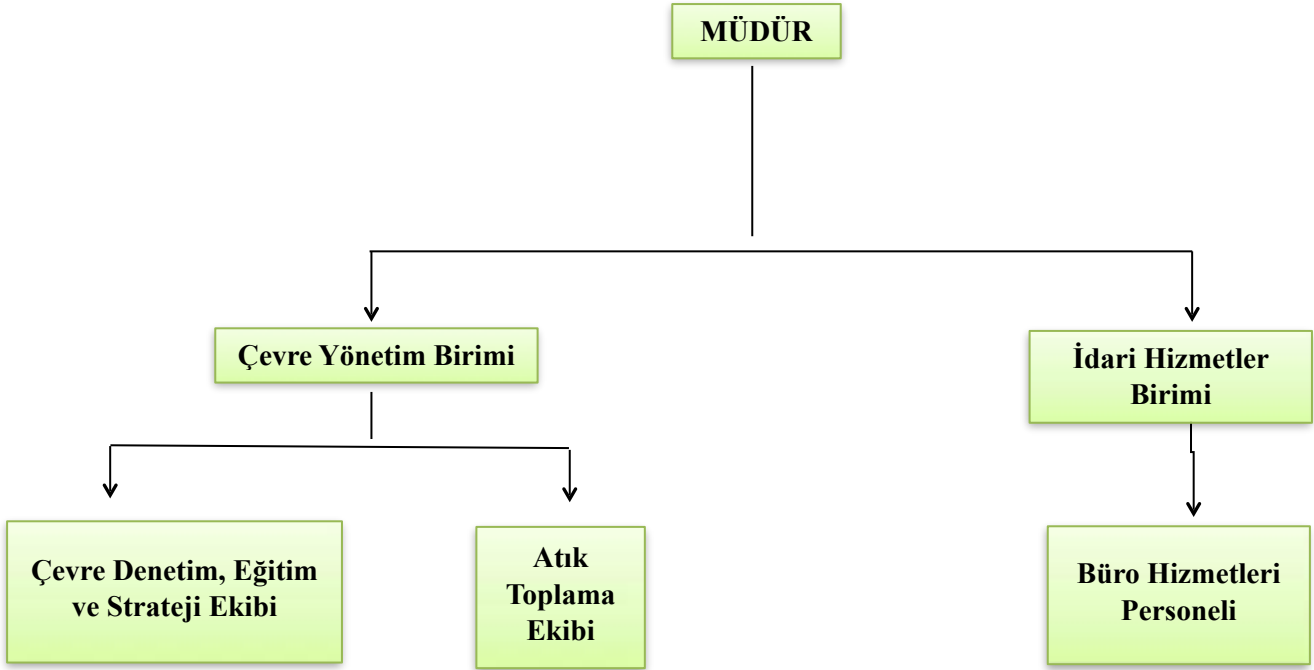 MÜDÜR
Çevre Yönetim Birimi
İdari Hizmetler
Birimi
Çevre Denetim, Eğitim
ve Strateji Ekibi
Atık
Toplama
Ekibi
Büro Hizmetleri
Personeli